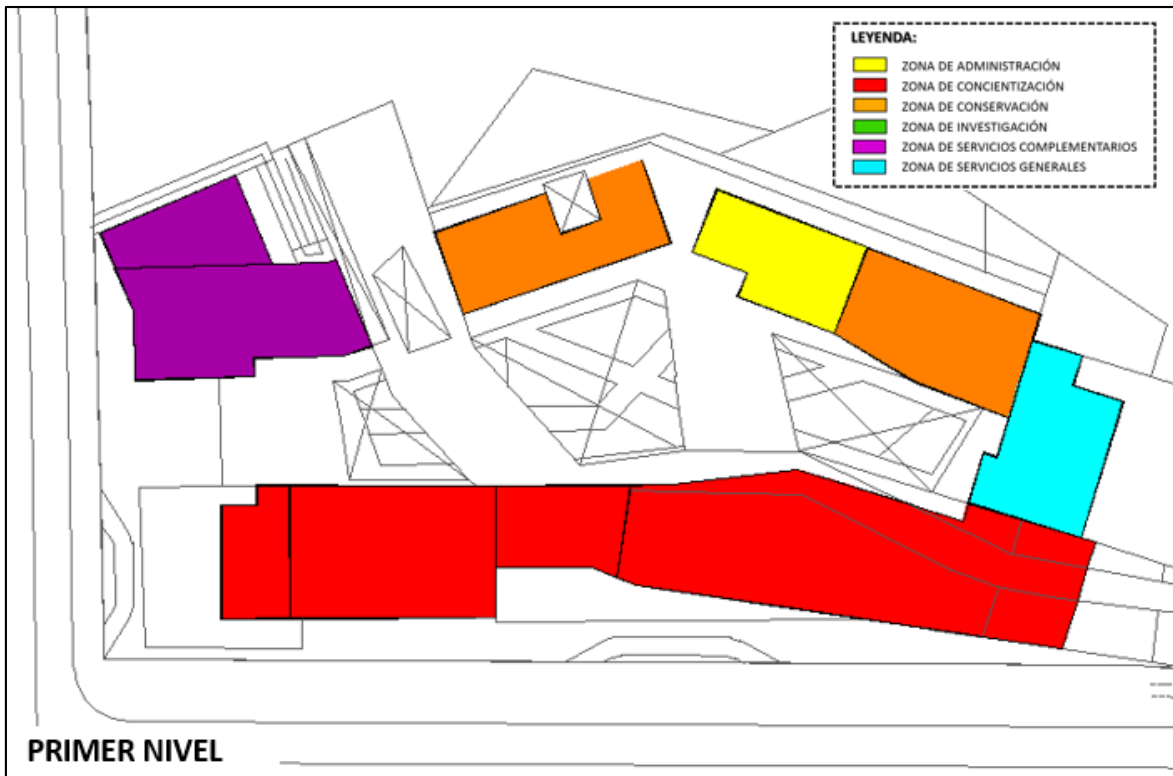 LEYENDA:
ZONA DE ADMINISTRACIÓN
ZONA DE CONCIENTIZACIÓN
ZONA DE CONSERVACIÓN
ZONA DE INVESTIGACIÓN
ZONA DE SERVICIOS COMPLEMENTARIOS
ZONA DE SERVICIOS GENERALES
PRIMER NIVEL